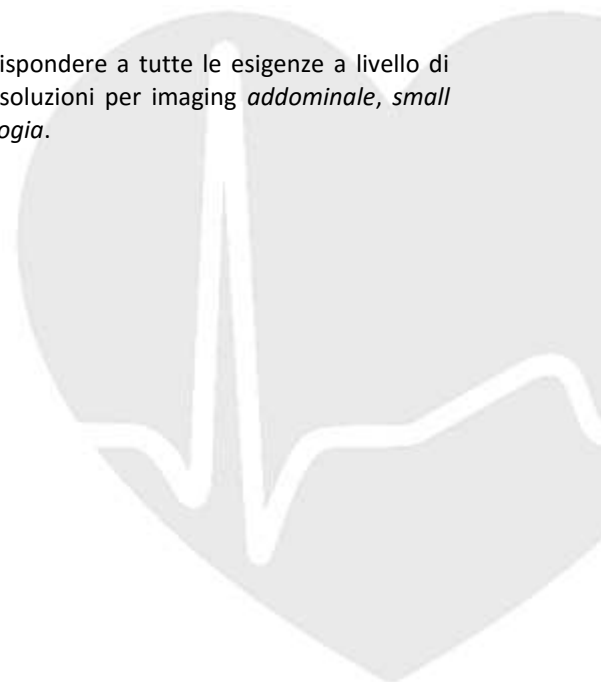 ispondere a tutte le esigenze a livello di
soluzioni per imaging addominale, small
ogia.